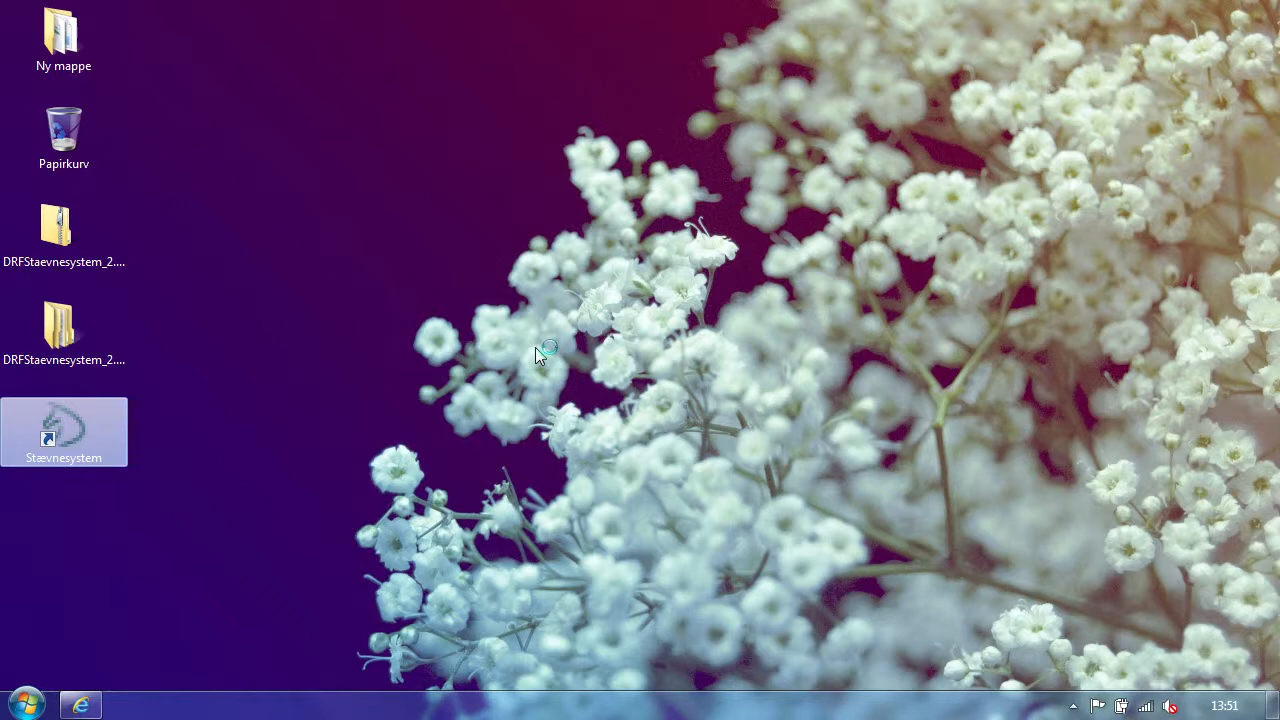 Ny mappe
Papirkurv
DRFStaevnesystem_2....
DRFStaevnesystem_2....
Stævnesystem
13:51